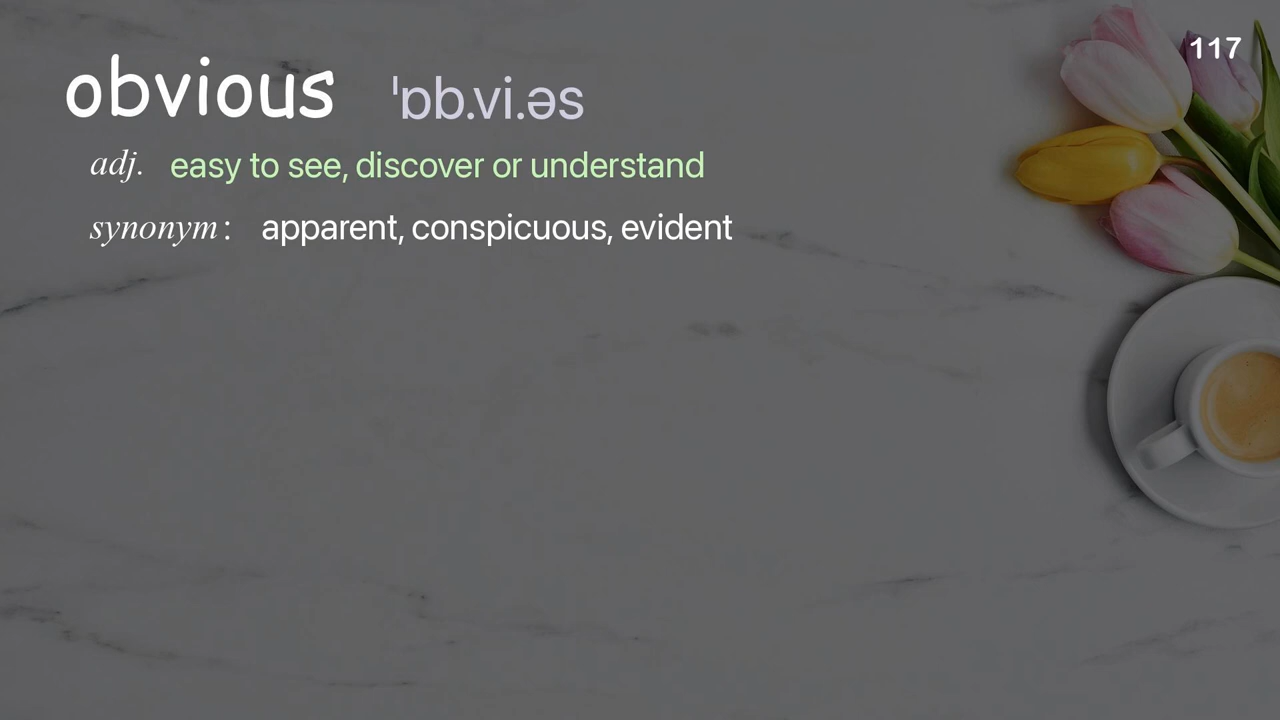 117
obvious ˈɒb.vi.əs
adj. easy to see, discover or understand
synonym: apparent, conspicuous, evident